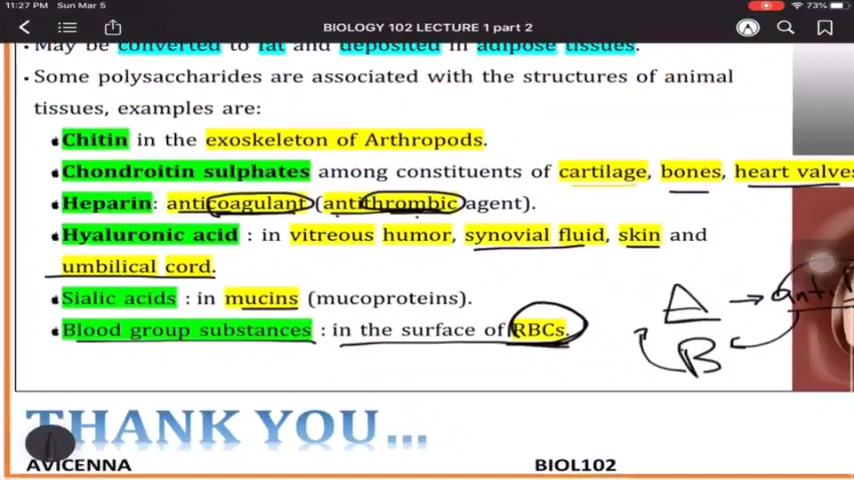 11:27 PM Sun Mar 5
73%
BIOLOGY 102 LECTURE 1 part 2
• May be converted to fat and deposited in adipose tissues.
• Some polysaccharides are associated with the structures of animal
tissues, examples are:
Chitin in the exoskeleton of Arthropods.
Chondroitin sulphates among constituents of cartilage, bones, heart valves
Heparin: anticoagulant (antithrombic agent).
Hyaluronic acid : in vitreous humor, synovial fluid, skin and
umbilical cord.
Sialic acids : in mucins (mucoproteins).
Blood group substances : in the surface of RBCs.
A → anti
B
THANK YOU...
AVICENNA
BIOL102